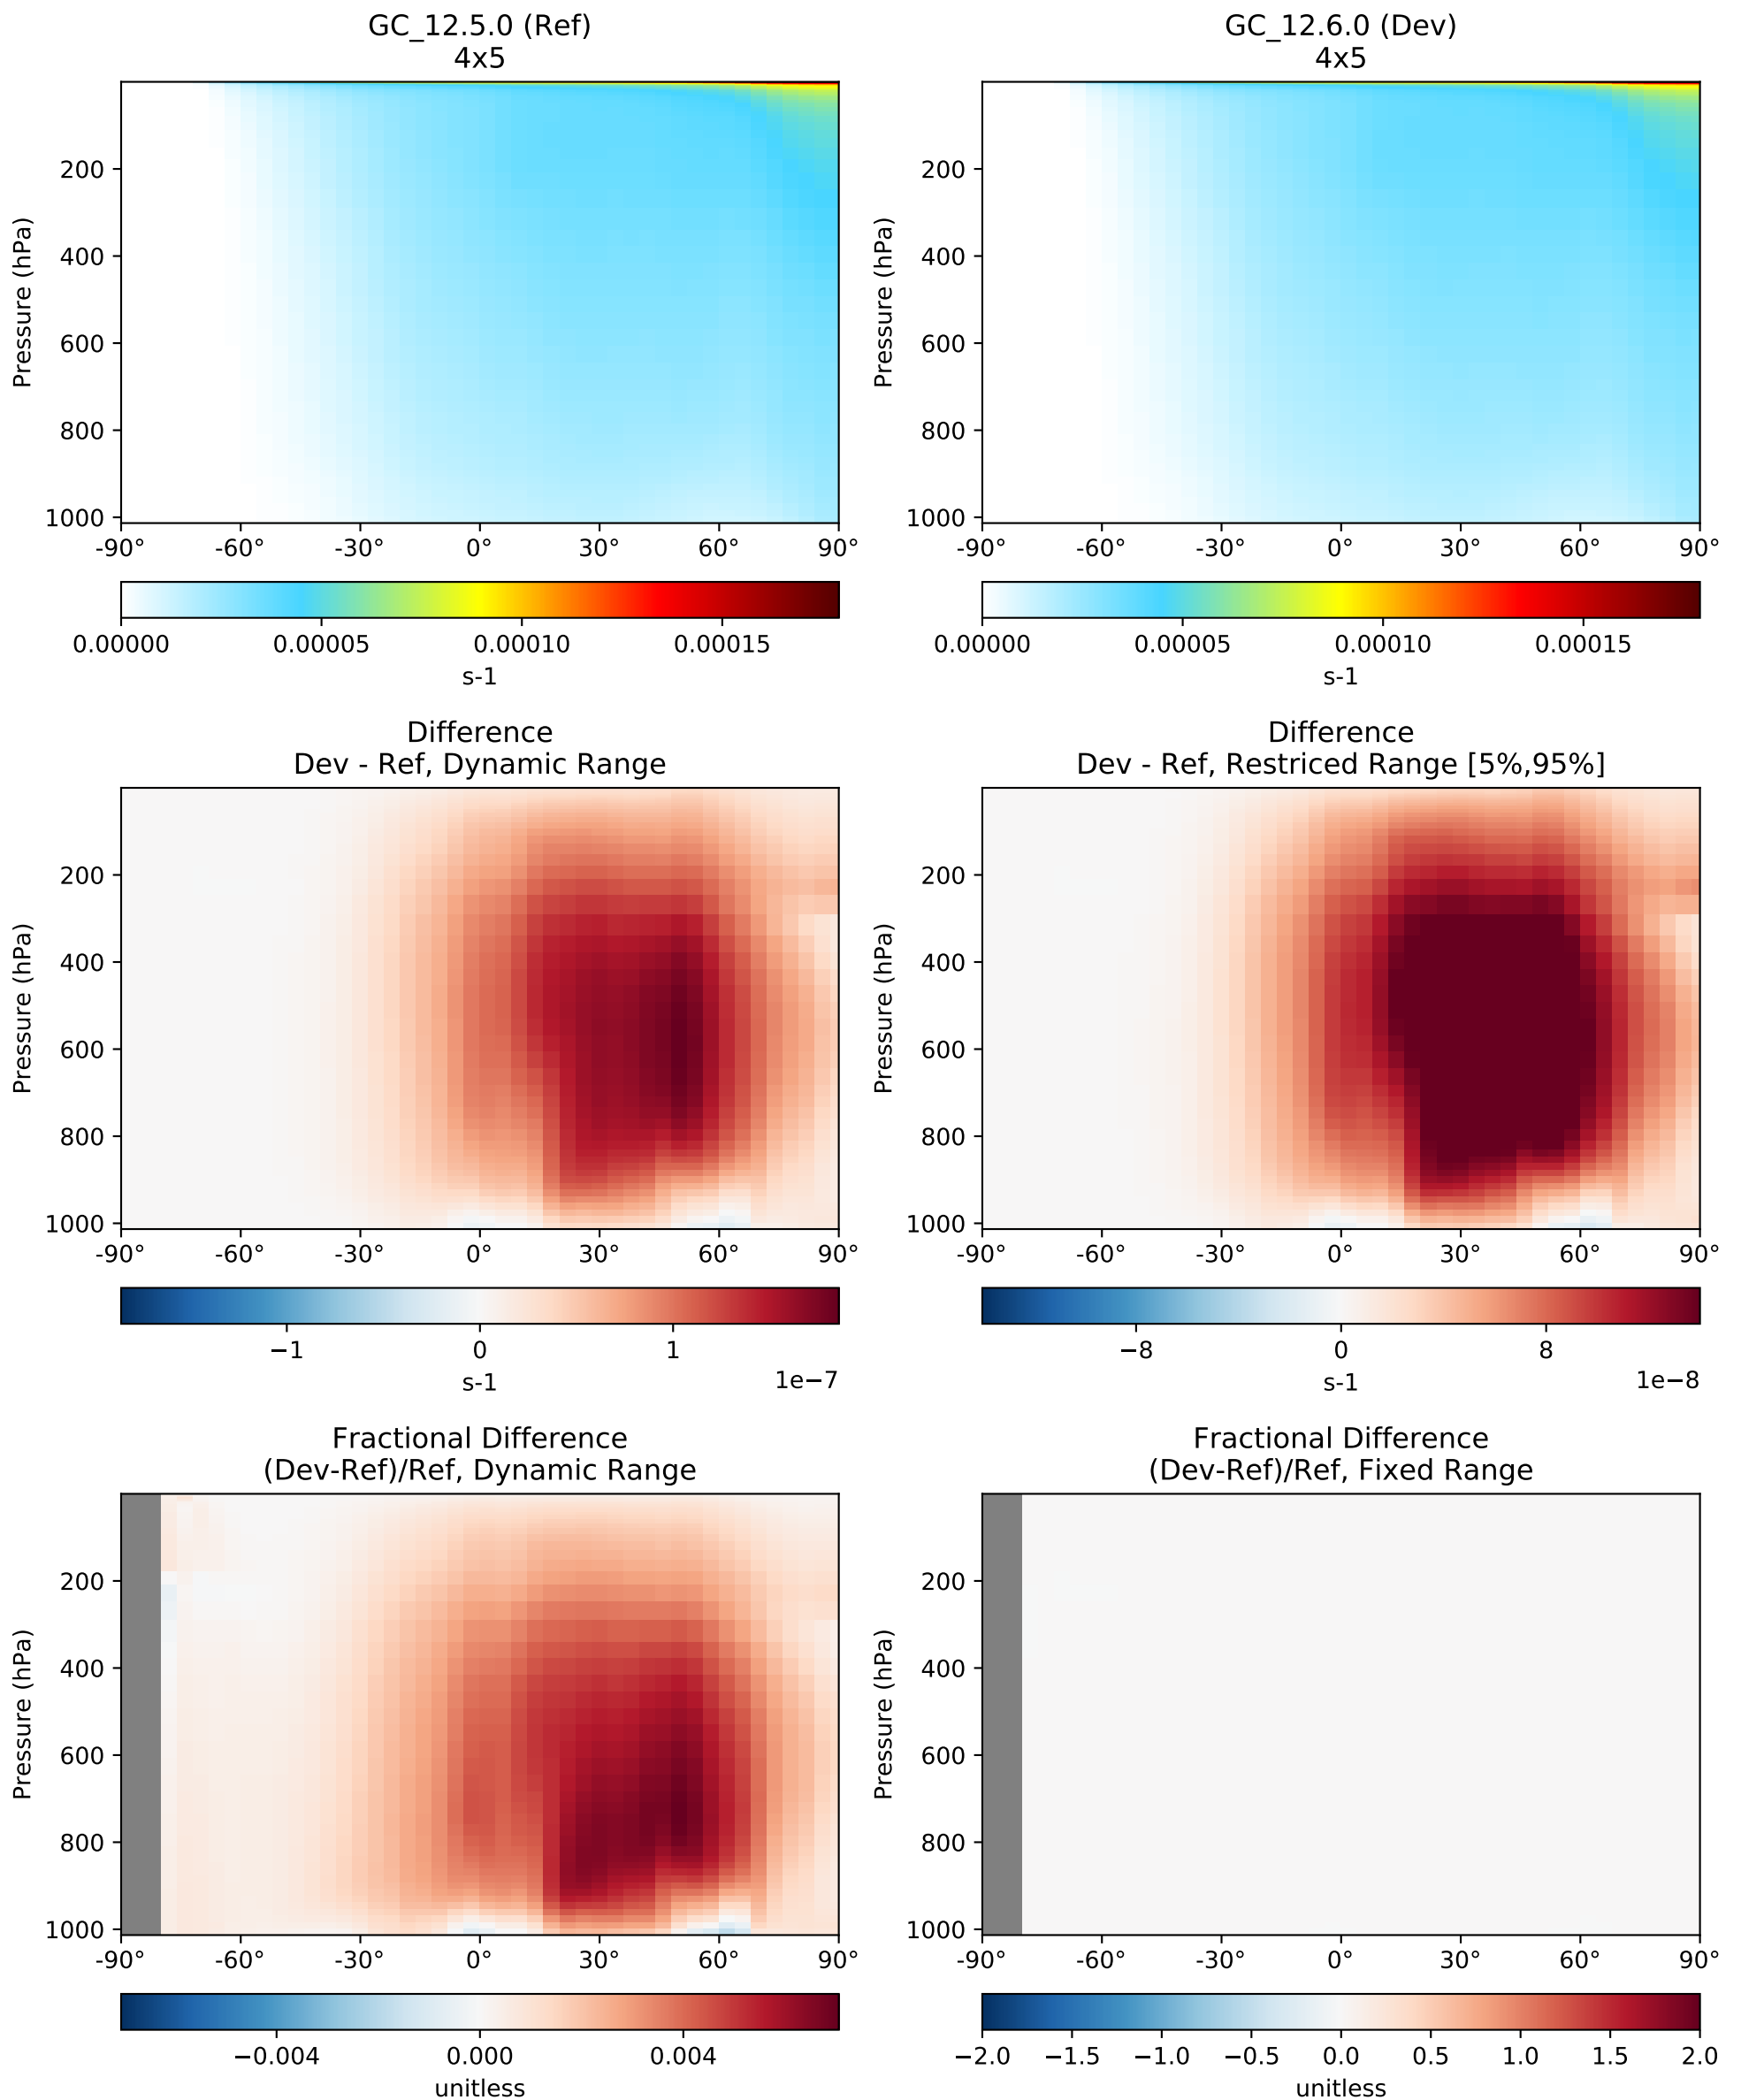 GC_12.5.0 (Ref)
4x5
GC_12.6.0 (Dev)
4x5
Pressure (hPa)
200
400
600
800
1000
-90° -60° -30° 0° 30° 60° 90°
0.00000 0.00005 0.00010 0.00015
s-1
Pressure (hPa)
200
400
600
800
1000
-90° -60° -30° 0° 30° 60° 90°
0.00000 0.00005 0.00010 0.00015
s-1
Difference
Dev - Ref, Dynamic Range
Difference
Dev - Ref, Restriced Range [5%,95%]
Pressure (hPa)
200
400
600
800
1000
-90° -60° -30° 0° 30° 60° 90°
−1 0 1
s-1 1e−7
Pressure (hPa)
200
400
600
800
1000
-90° -60° -30° 0° 30° 60° 90°
−8 0 8
s-1 1e−8
Fractional Difference
(Dev-Ref)/Ref, Dynamic Range
Fractional Difference
(Dev-Ref)/Ref, Fixed Range
Pressure (hPa)
200
400
600
800
1000
-90° -60° -30° 0° 30° 60° 90°
−0.004 0.000 0.004
unitless
Pressure (hPa)
200
400
600
800
1000
-90° -60° -30° 0° 30° 60° 90°
−2.0 −1.5 −1.0 −0.5 0.0 0.5 1.0 1.5 2.0
unitless